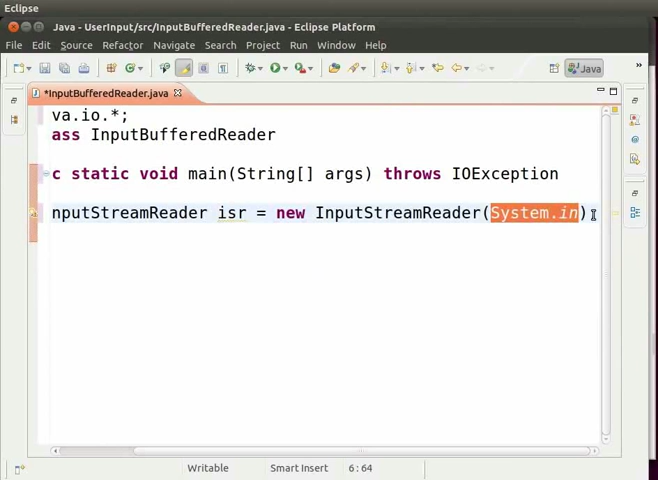 Eclipse
Java - UserInput/src/InputBufferedReader.java - Eclipse Platform
File Edit Source Refactor Navigate Search Project Run Window Help
Java »
*InputBufferedReader.java
va.io.*;
ass InputBufferedReader
c static void main(String[] args) throws IOException
nputStreamReader isr = new InputStreamReader(System.in)
Writable Smart Insert 6:64